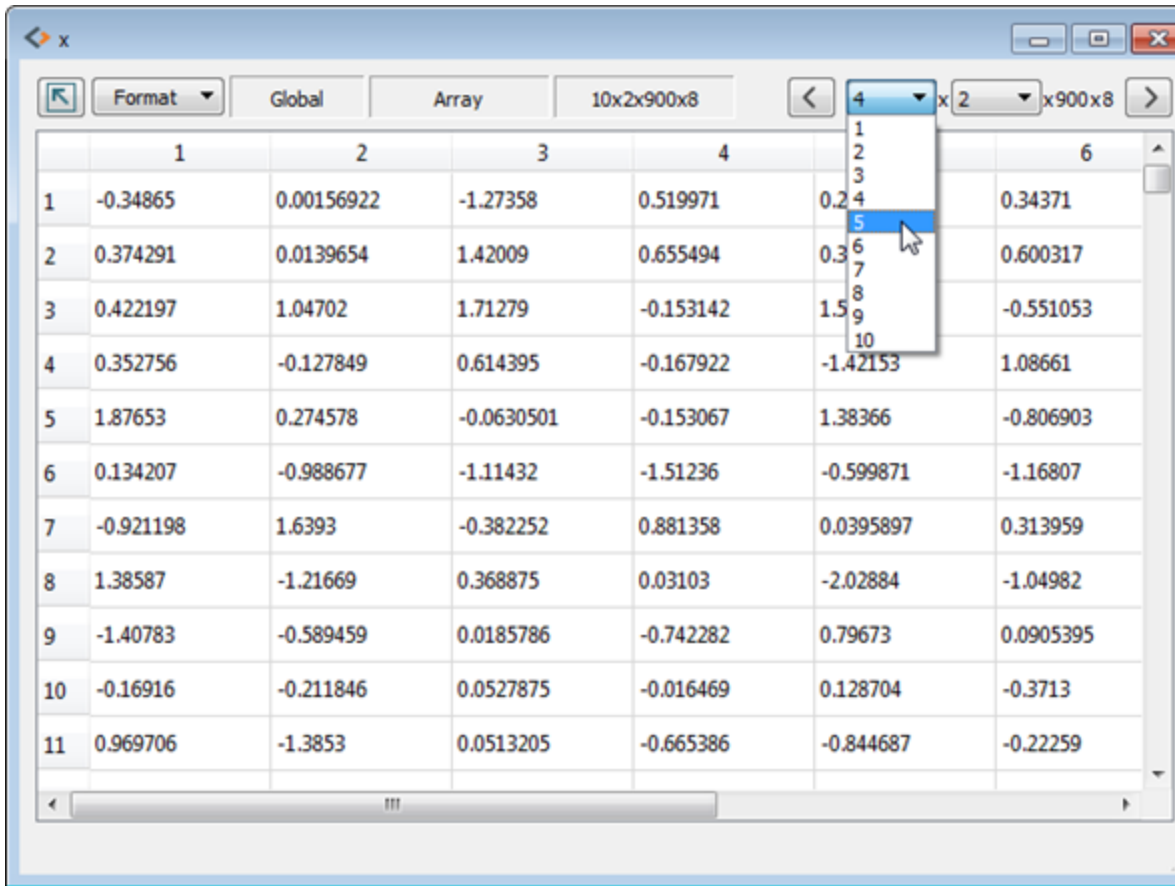 x
Format Global Array 10x2x900x8 < 4 x 2 x900x8 >
1 2 3 4 6
1 -0.34865 0.00156922 -1.27358 0.519971 0.2 0.34371
2 0.374291 0.0139654 1.42009 0.655494 0.3 0.600317
3 0.422197 1.04702 1.71279 -0.153142 1.5 -0.551053
4 0.352756 -0.127849 0.614395 -0.167922 -1.42153 1.08661
5 1.87653 0.274578 -0.0630501 -0.153067 1.38366 -0.806903
6 0.134207 -0.988677 -1.11432 -1.51236 -0.599871 -1.16807
7 -0.921198 1.6393 -0.382252 0.881358 0.0395897 0.313959
8 1.38587 -1.21669 0.368875 0.03103 -2.02884 -1.04982
9 -1.40783 -0.589459 0.0185786 -0.742282 0.79673 0.0905395
10 -0.16916 -0.211846 0.0527875 -0.016469 0.128704 -0.3713
11 0.969706 -1.3853 0.0513205 -0.665386 -0.844687 -0.22259
1
2
3
4
5
6
7
8
9
10